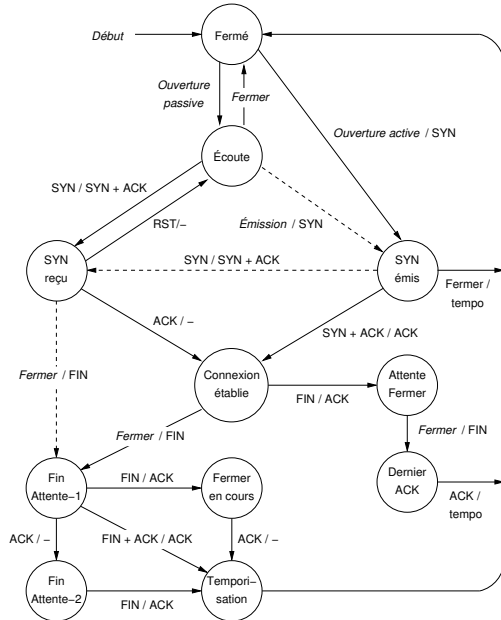 Début
Fermé
Ouverture
passive
Fermer
Ouverture active / SYN
Écoute
SYN / SYN + ACK
RST/−
Émission / SYN
SYN
reçu
SYN / SYN + ACK
SYN
émis
Fermer /
tempo
ACK / −
SYN + ACK / ACK
Fermer / FIN
Connexion
établie
FIN / ACK
Attente
Fermer
Fermer / FIN
Fermer / FIN
Fin
Attente−1
FIN / ACK
Fermer
en cours
Dernier
ACK
ACK /
tempo
ACK / −
FIN + ACK / ACK
ACK / −
Fin
Attente−2
FIN / ACK
Tempori−
sation